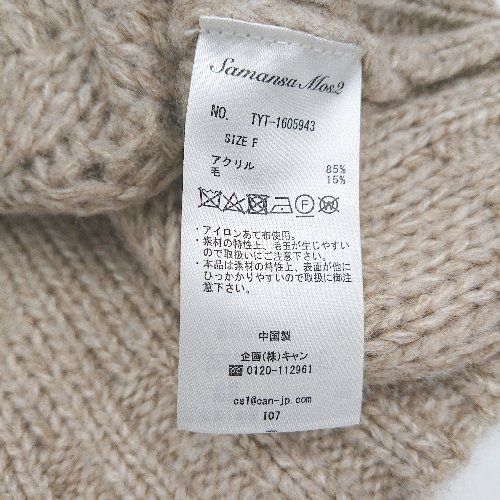 Samansa Mos2
NO. TYT-1605943
SIZE F
アクリル 85%
毛 15%
・アイロンあて布使用。
・素材の特性上、毛玉が生じやすい
ので取扱いにご注意下さい。
・本品は素材の特性上、表面が他に
ひっかかりやすいので取扱に御注
意下さい。
中国製
企画(株)キャン
☎0120-112961
cs1@can-jp.com
107